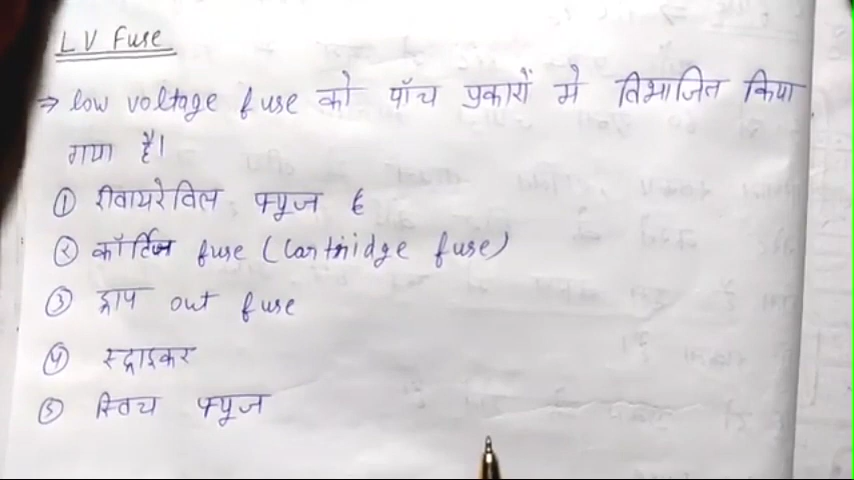 LV Fuse
⇒ low voltage fuse को पाँच प्रकारों मे विभाजित किया
गया है।
① रीवायरेविल फ्यूज
② कॉर्टिज fuse (Cartridge fuse)
③ ड्राप out fuse
④ स्ट्राइकर
⑤ स्विच फ्यूज